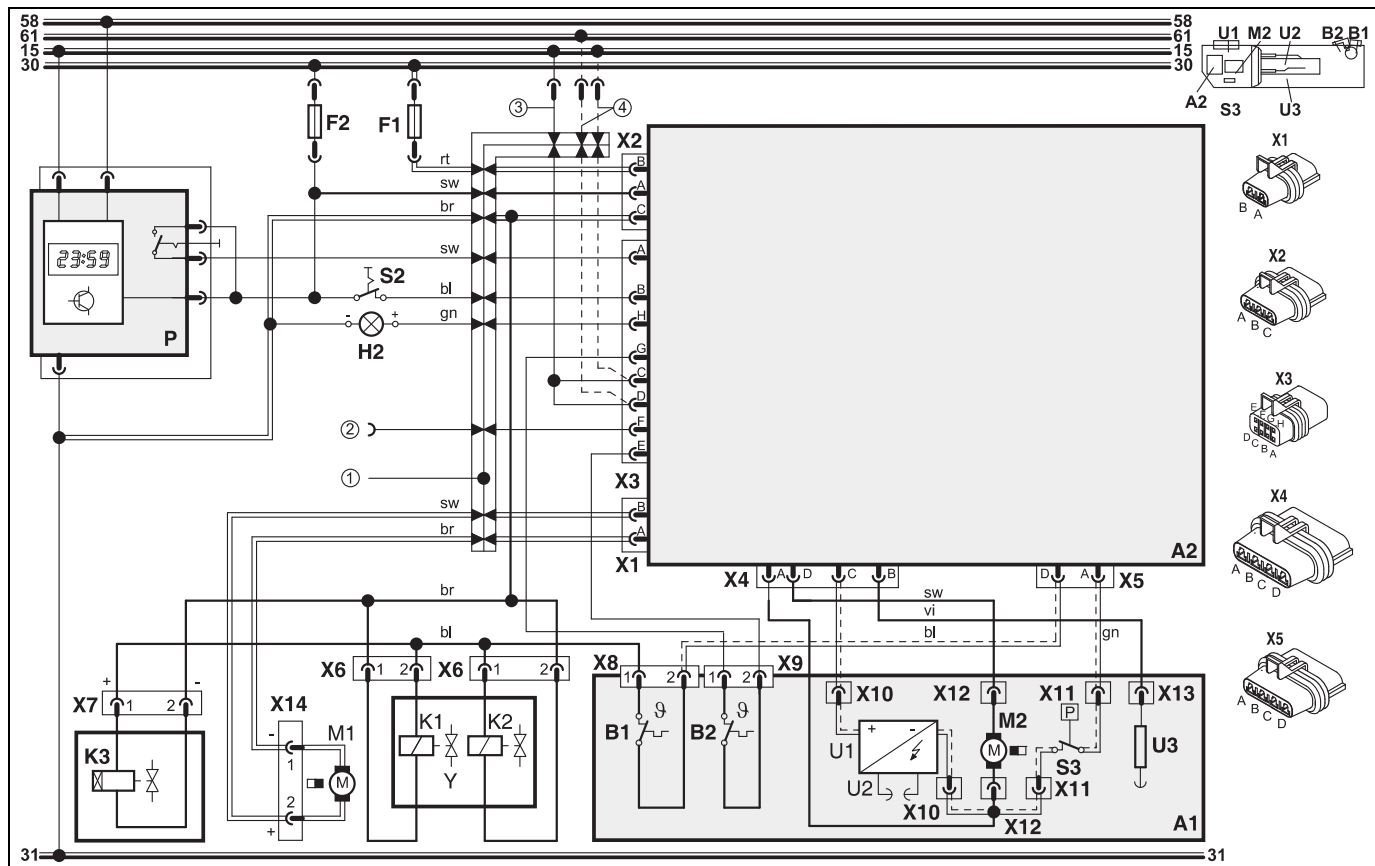 58 58
61 61
15 15
30 30
U1 M2 U2 B2 B1
A2 S3 U3
3 4
F2 F1
X2
rt B
sw A
br C
23:59
sw A
S2
bl B
gn H
- +
H2
P
G
C
D
2 F
E
X3
1
sw B
br A
X1
A2
X4 A D C B D A X5
sw
vi
bl gn
br
bl
X6 1 2 X6 1 2
X8 1 2 1 2 X9
+ -
X7 1 2
X14
X10 X12 X11 X13
K3
- M1
1
M
2
+
K1 K2
Y
B1 ϑ B2 ϑ
+ -
U1
U2
M2
M
P
S3
U3
X10 X12 X11
A1
31 31
X1
B A
X2
A B C
X3
E F G H
D C B A
X4
A B C D
X5
A B C D